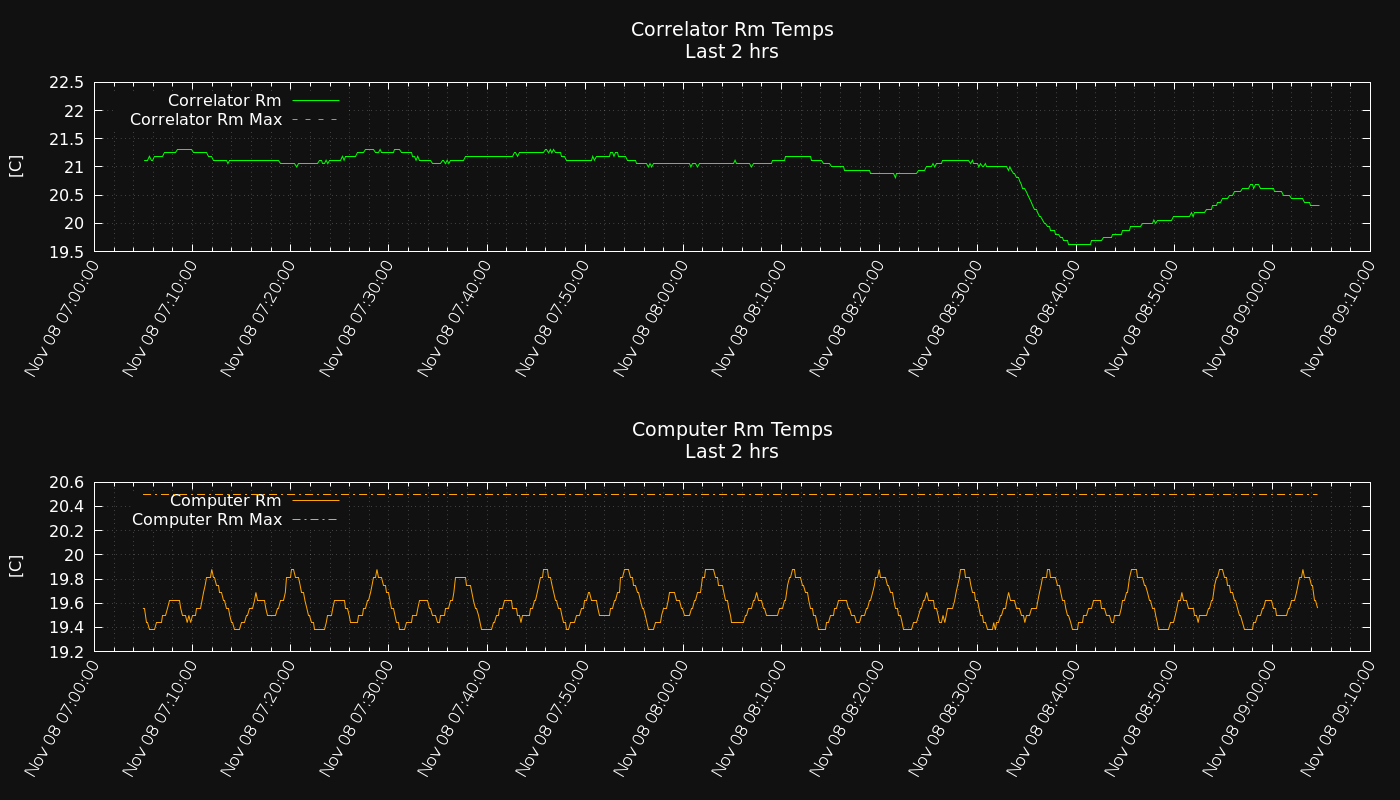 Correlator Rm Temps
Last 2 hrs
22.5
22
21.5
21
20.5
20
19.5
[C]
Correlator Rm
Correlator Rm Max
Nov 08 07:00:00
Nov 08 07:10:00
Nov 08 07:20:00
Nov 08 07:30:00
Nov 08 07:40:00
Nov 08 07:50:00
Nov 08 08:00:00
Nov 08 08:10:00
Nov 08 08:20:00
Nov 08 08:30:00
Nov 08 08:40:00
Nov 08 08:50:00
Nov 08 09:00:00
Nov 08 09:10:00
Computer Rm Temps
Last 2 hrs
20.6
20.4
20.2
20
19.8
19.6
19.4
19.2
[C]
Computer Rm
Computer Rm Max
Nov 08 07:00:00
Nov 08 07:10:00
Nov 08 07:20:00
Nov 08 07:30:00
Nov 08 07:40:00
Nov 08 07:50:00
Nov 08 08:00:00
Nov 08 08:10:00
Nov 08 08:20:00
Nov 08 08:30:00
Nov 08 08:40:00
Nov 08 08:50:00
Nov 08 09:00:00
Nov 08 09:10:00